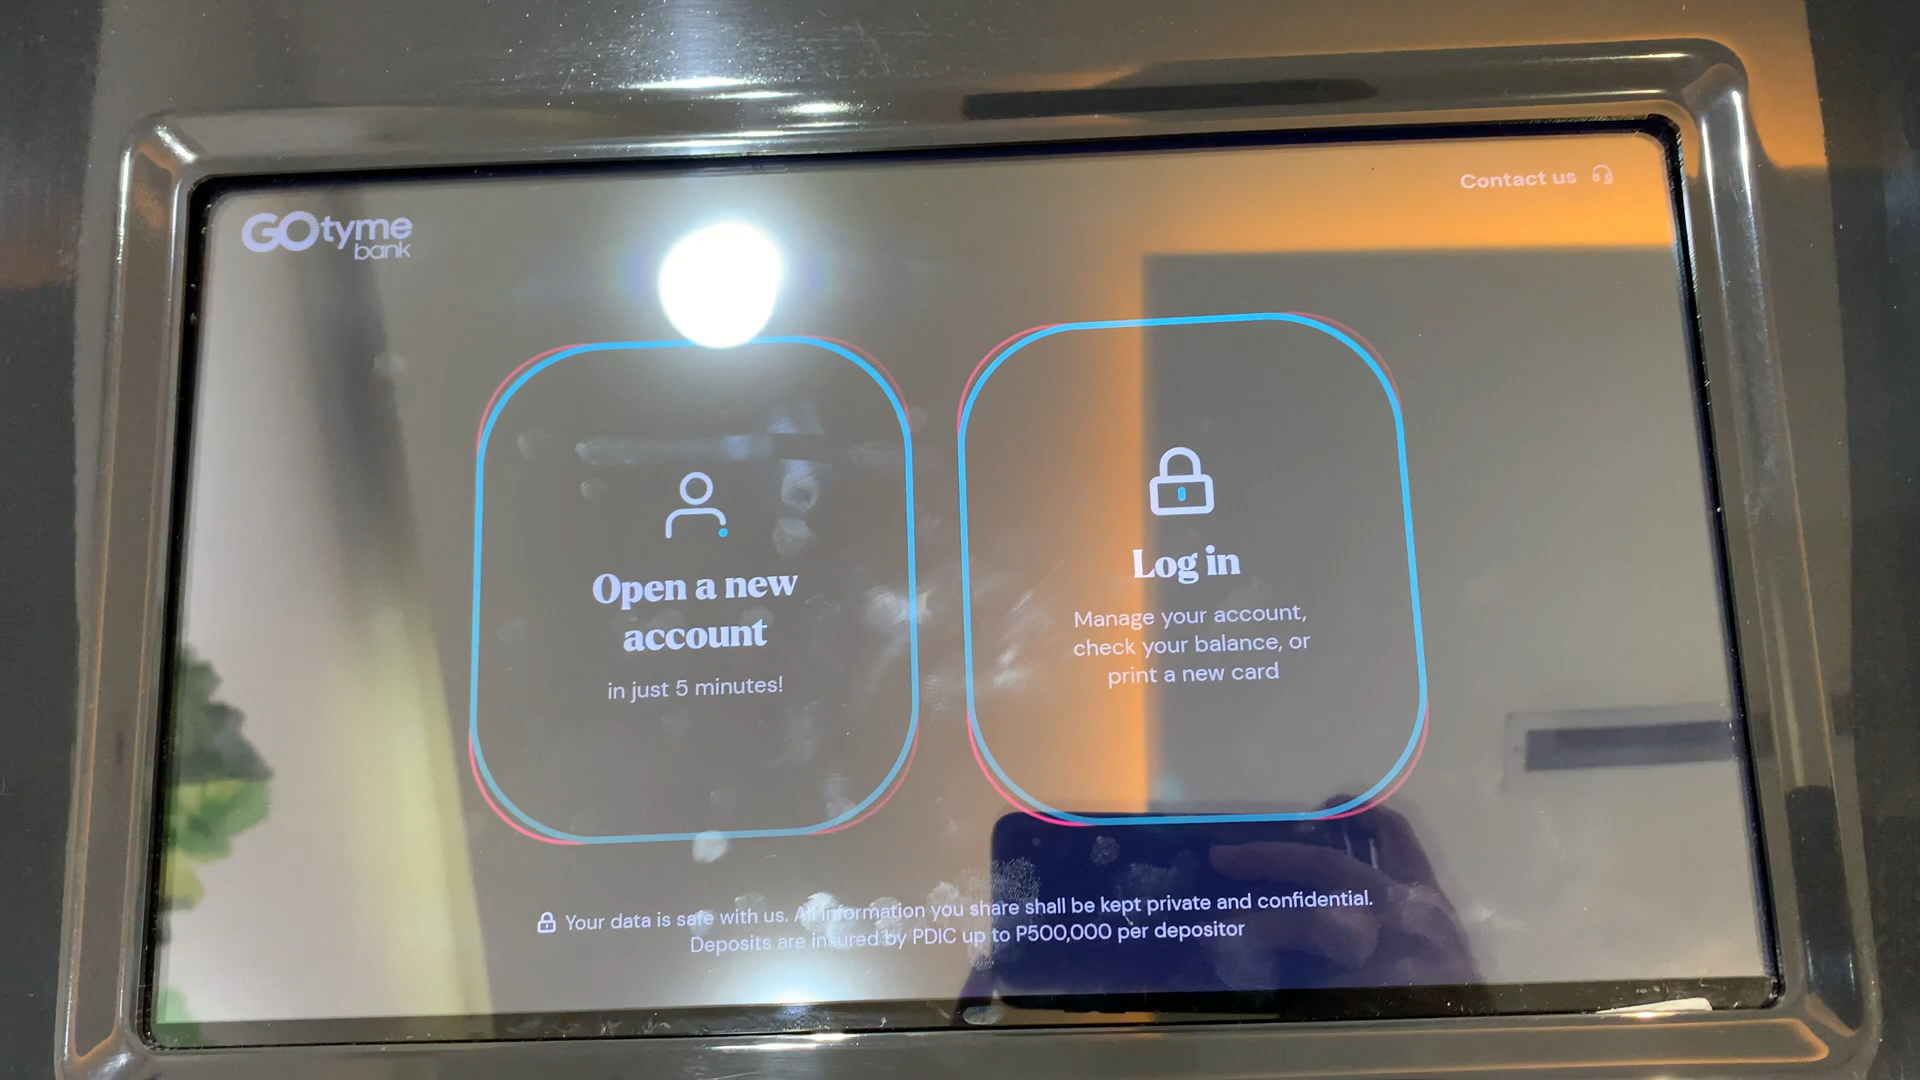 GOtyme
bank
Contact us
Open a new
account
in just 5 minutes!
Log in
Manage your account,
check your balance, or
print a new card
Your data is safe with us. All information you share shall be kept private and confidential.
Deposits are insured by PDIC up to P500,000 per depositor